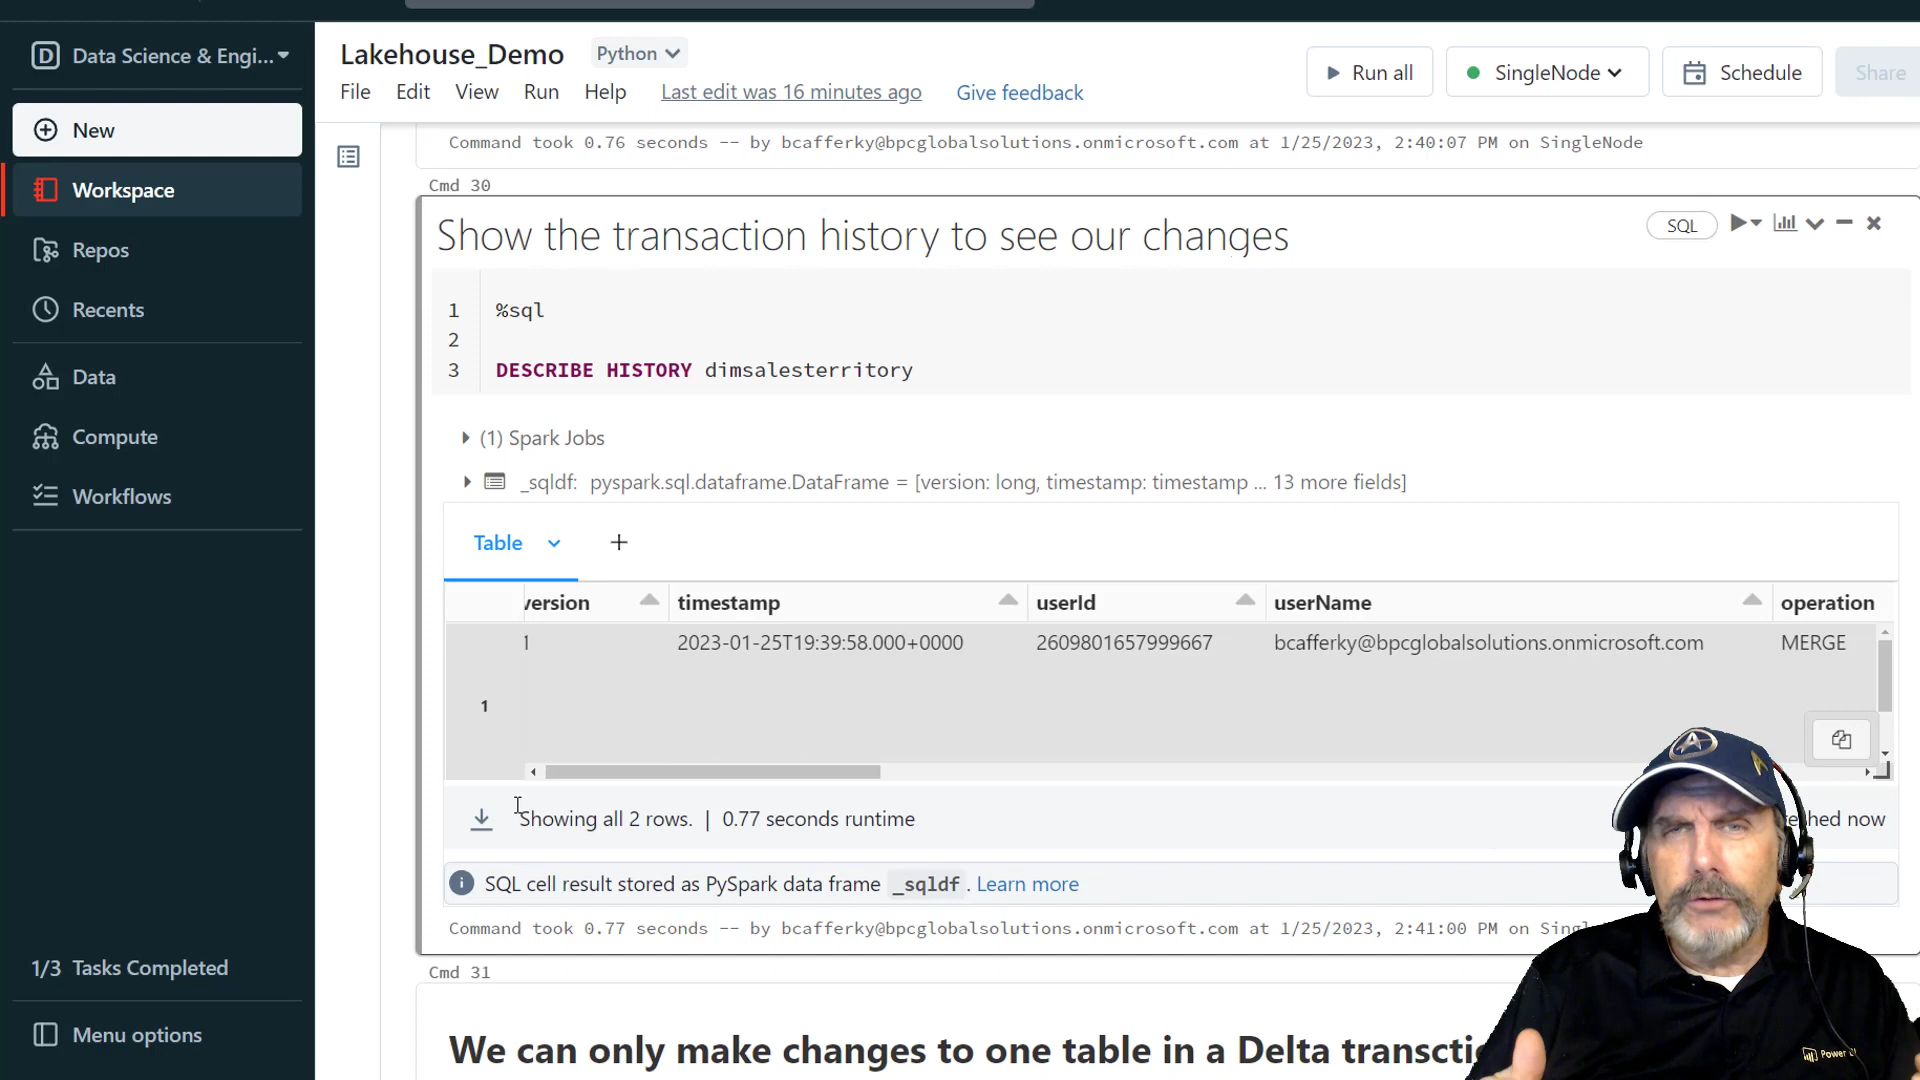 Data Science & Engi...
New
Workspace
Repos
Recents
Data
Compute
Workflows
1/3 Tasks Completed
Menu options
Lakehouse_Demo
Python
File
Edit
View
Run
Help
Last edit was 16 minutes ago
Give feedback
Run all
SingleNode
Schedule
Share
Command took 0.76 seconds -- by bcafferky@bpcglobalsolutions.onmicrosoft.com at 1/25/2023, 2:40:07 PM on SingleNode
Cmd 30
Show the transaction history to see our changes
SQL
1 %sql
2
3 DESCRIBE HISTORY dimsalesterritory
(1) Spark Jobs
_sqldf: pyspark.sql.dataframe.DataFrame = [version: long, timestamp: timestamp ... 13 more fields]
Table
version timestamp userId userName operation
1 2023-01-25T19:39:58.000+0000 2609801657999667 bcafferky@bpcglobalsolutions.onmicrosoft.com MERGE
1
Showing all 2 rows. | 0.77 seconds runtime
hed now
SQL cell result stored as PySpark data frame _sqldf . Learn more
Command took 0.77 seconds -- by bcafferky@bpcglobalsolutions.onmicrosoft.com at 1/25/2023, 2:41:00 PM on Sing
Cmd 31
We can only make changes to one table in a Delta transcti
Power